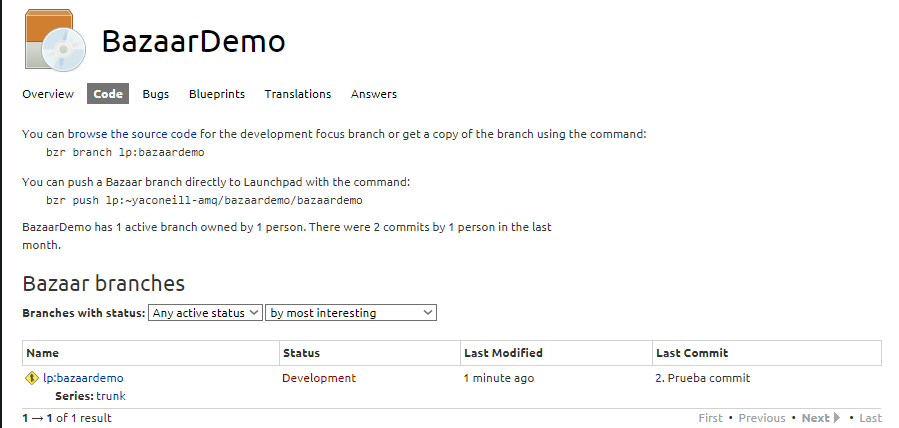 BazaarDemo
Overview Code Bugs Blueprints Translations Answers
You can browse the source code for the development focus branch or get a copy of the branch using the command:
bzr branch lp:bazaardemo
You can push a Bazaar branch directly to Launchpad with the command:
bzr push lp:~yaconeill-amq/bazaardemo/bazaardemo
BazaarDemo has 1 active branch owned by 1 person. There were 2 commits by 1 person in the last
month.
Bazaar branches
Branches with status: Any active status by most interesting
Name Status Last Modified Last Commit
lp:bazaardemo Development 1 minute ago 2. Prueba commit
Series: trunk
1 → 1 of 1 result First • Previous • Next • Last